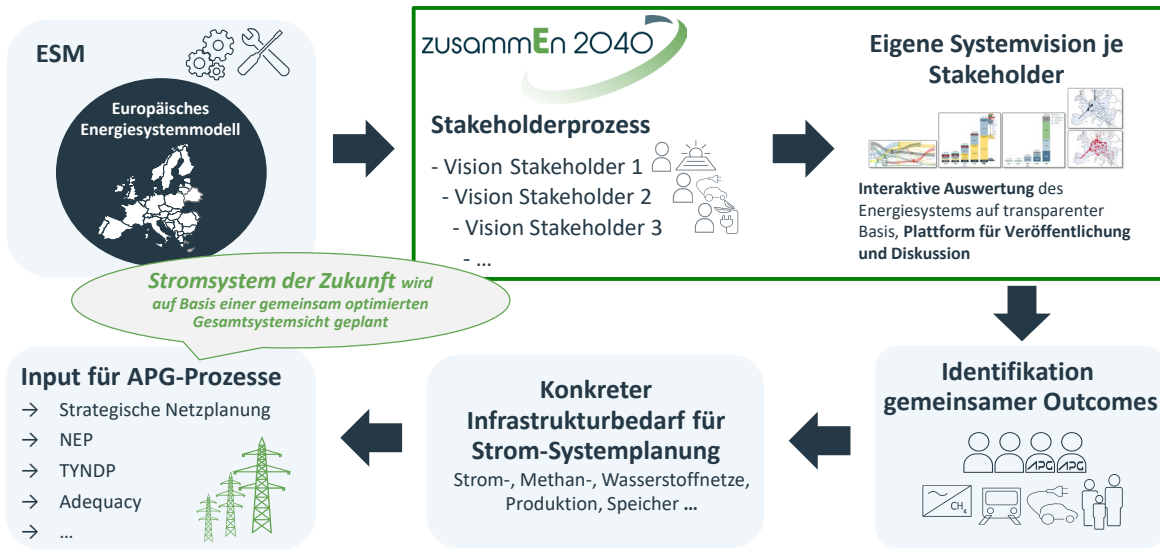 ESM
Europäisches
Energiesystemmodell
zusammEn 2040
Stakeholderprozess
- Vision Stakeholder 1
- Vision Stakeholder 2
- Vision Stakeholder 3
- ...
Eigene Systemvision je
Stakeholder
Interaktive Auswertung des
Energiesystems auf transparenter
Basis, Plattform für Veröffentlichung
und Diskussion
Stromsystem der Zukunft wird
auf Basis einer gemeinsam optimierten
Gesamtsystemsicht geplant
Input für APG-Prozesse
→ Strategische Netzplanung
→ NEP
→ TYNDP
→ Adequacy
→ ...
Konkreter
Infrastrukturbedarf für
Strom-Systemplanung
Strom-, Methan-, Wasserstoffnetze,
Produktion, Speicher ...
Identifikation
gemeinsamer Outcomes
APG APG
CH4